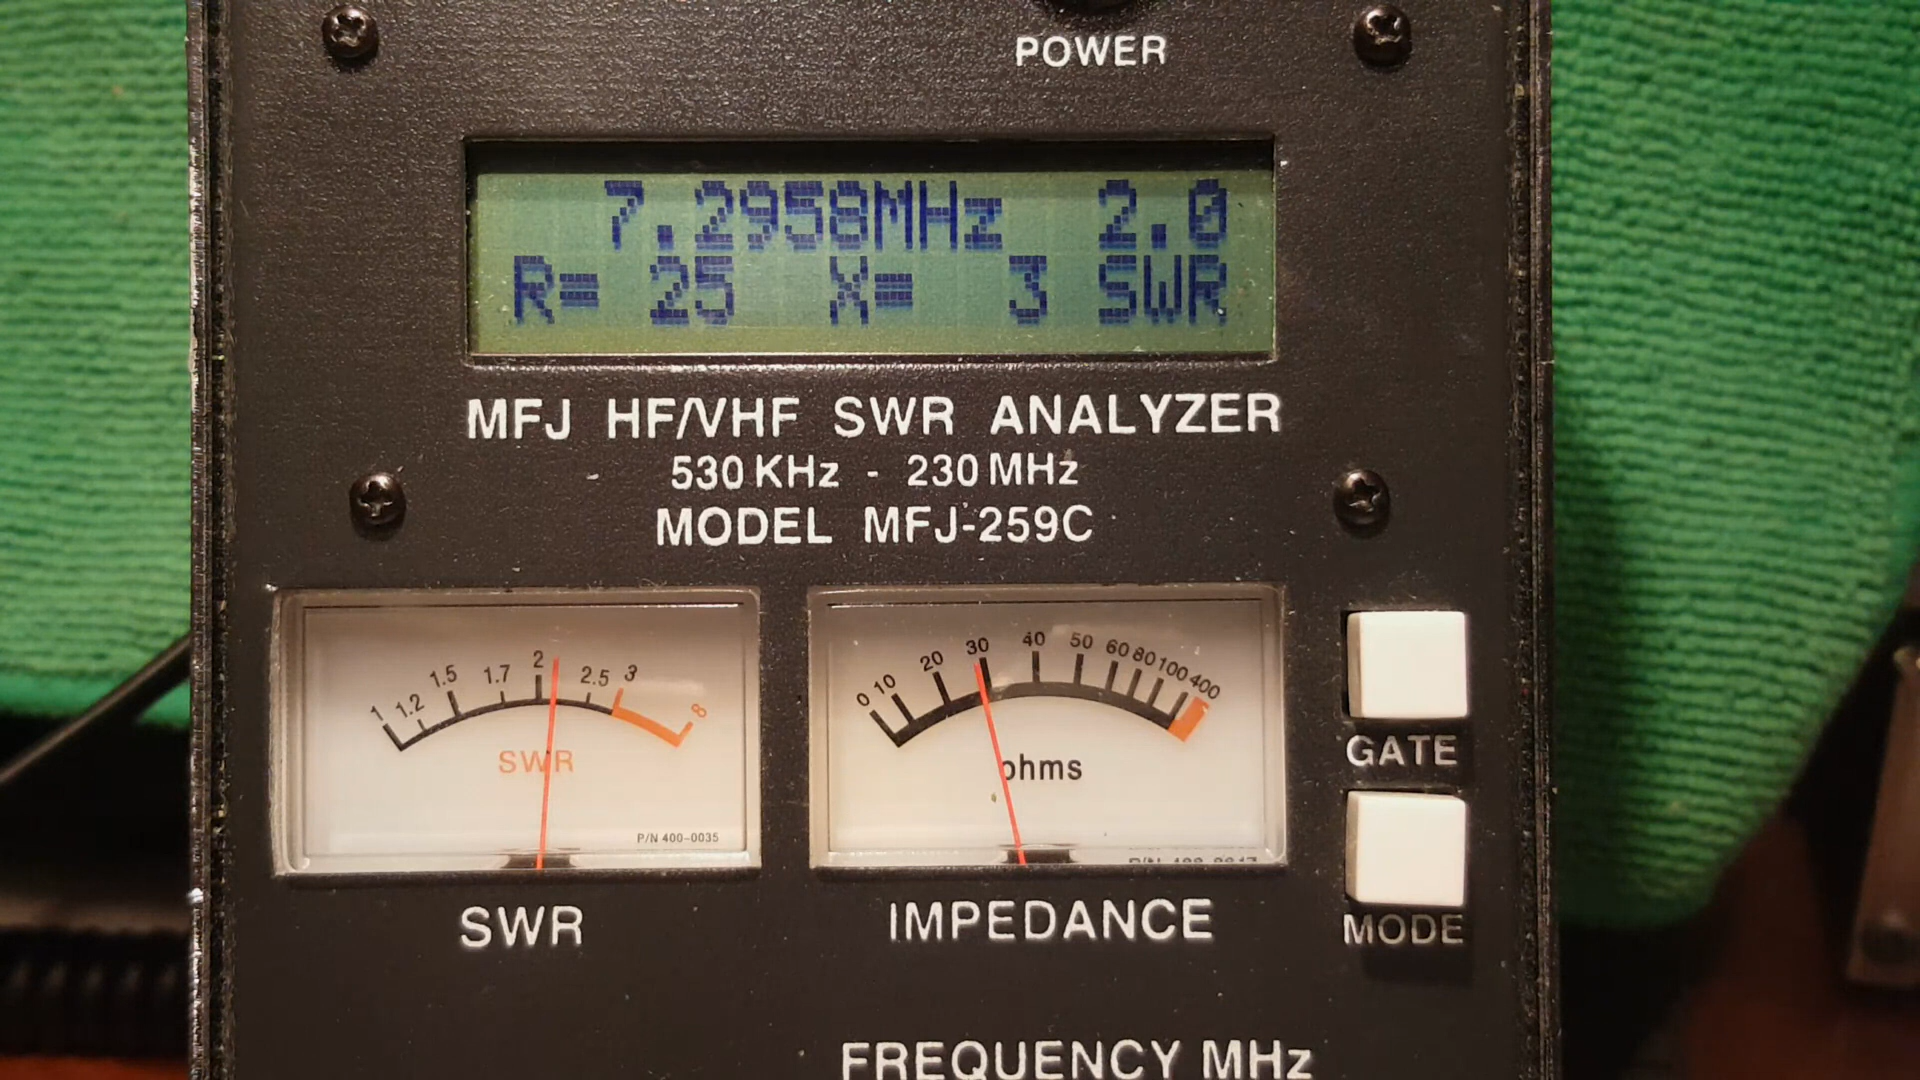 POWER
7.2958MHz 2.0
R= 25 X= 3 SWR
MFJ HF/VHF SWR ANALYZER
530 KHz - 230 MHz
MODEL MFJ-259C
1 1.2 1.5 1.7 2 2.5 3 8
SWR
P/N 400-0035
0 10 20 30 40 50 60 80 100 400
ohms
P/N
GATE
MODE
SWR
IMPEDANCE
FREQUENCY MHz